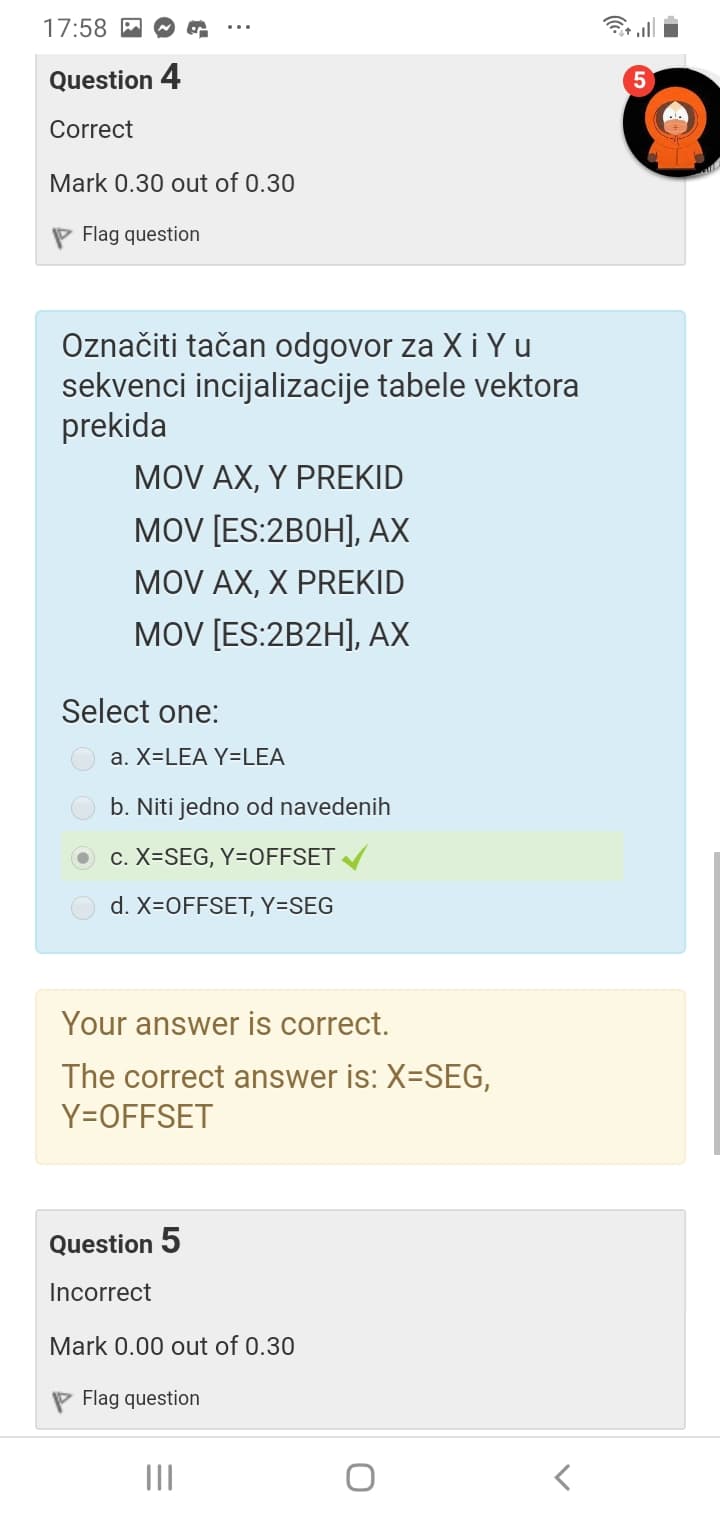 17:58
Question 4
5
Correct
Mark 0.30 out of 0.30
Flag question
Označiti tačan odgovor za X i Y u
sekvenci incijalizacije tabele vektora
prekida
MOV AX, Y PREKID
MOV [ES:2B0H], AX
MOV AX, X PREKID
MOV [ES:2B2H], AX
Select one:
a. X=LEA Y=LEA
b. Niti jedno od navedenih
c. X=SEG, Y=OFFSET
d. X=OFFSET, Y=SEG
Your answer is correct.
The correct answer is: X=SEG,
Y=OFFSET
Question 5
Incorrect
Mark 0.00 out of 0.30
Flag question